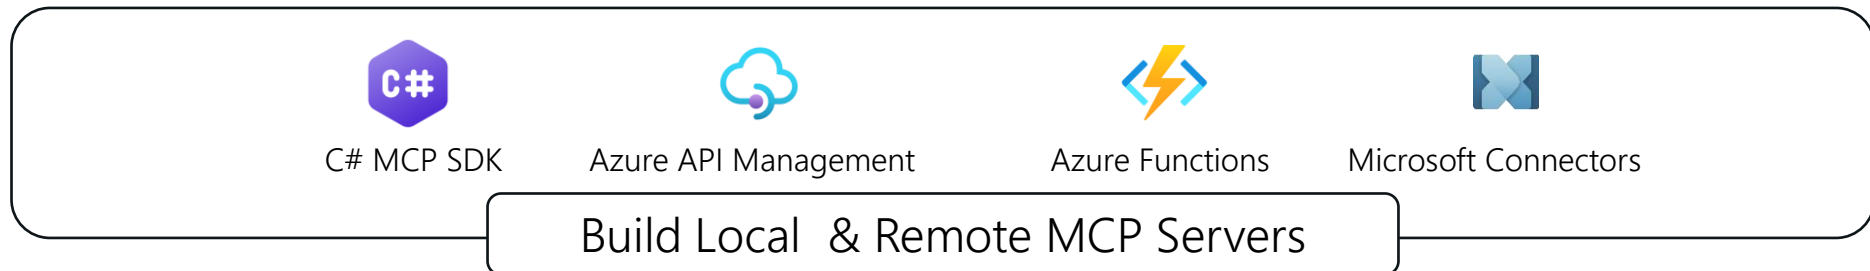 C#
C# MCP SDK
Azure API Management
Azure Functions
Microsoft Connectors
Build Local & Remote MCP Servers